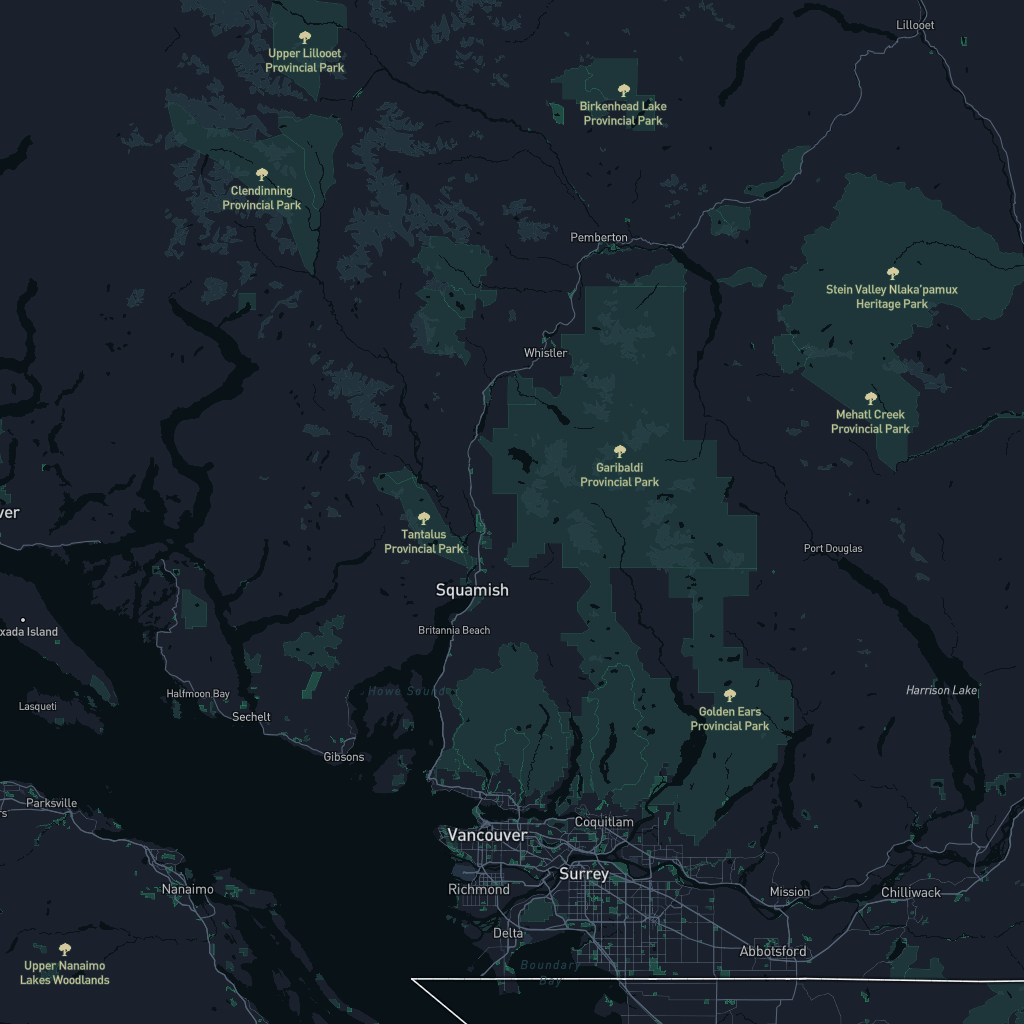 Lillooet
Upper Lillooet
Provincial Park
Birkenhead Lake
Provincial Park
Clendinning
Provincial Park
Pemberton
Stein Valley Nlaka'pamux
Heritage Park
Whistler
Mehatl Creek
Provincial Park
Garibaldi
Provincial Park
ver
Tantalus
Provincial Park
Port Douglas
Squamish
xada Island
Britannia Beach
Howe Sound
Halfmoon Bay
Harrison Lake
Lasqueti
Sechelt
Golden Ears
Provincial Park
Gibsons
Parksville
rs
Coquitlam
Vancouver
Surrey
Nanaimo
Richmond
Mission
Chilliwack
Delta
Abbotsford
Upper Nanaimo
Lakes Woodlands
Boundary
Bay